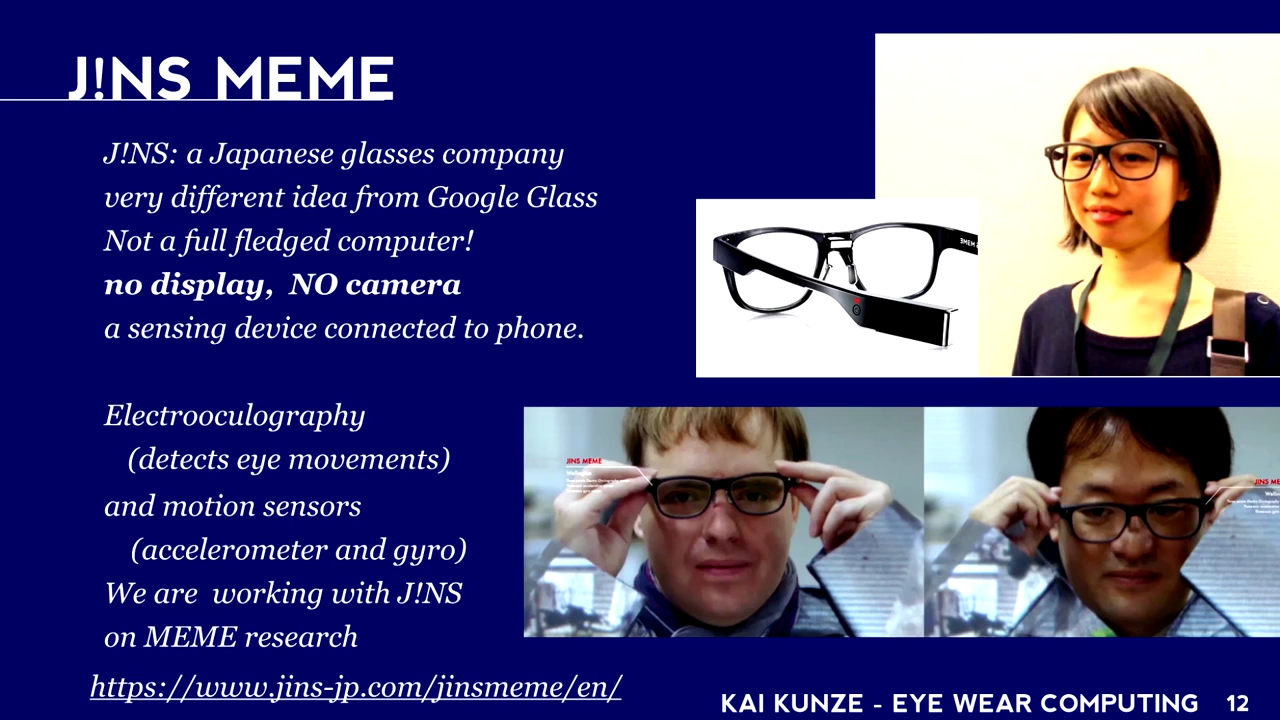 J!NS MEME
J!NS: a Japanese glasses company
very different idea from Google Glass
Not a full fledged computer!
no display, NO camera
a sensing device connected to phone.
Electrooculography
(detects eye movements)
and motion sensors
(accelerometer and gyro)
We are working with J!NS
on MEME research
https://www.jins-jp.com/jinsmeme/en/
JINS MEME
JINS ME
KAI KUNZE - EYE WEAR COMPUTING 12